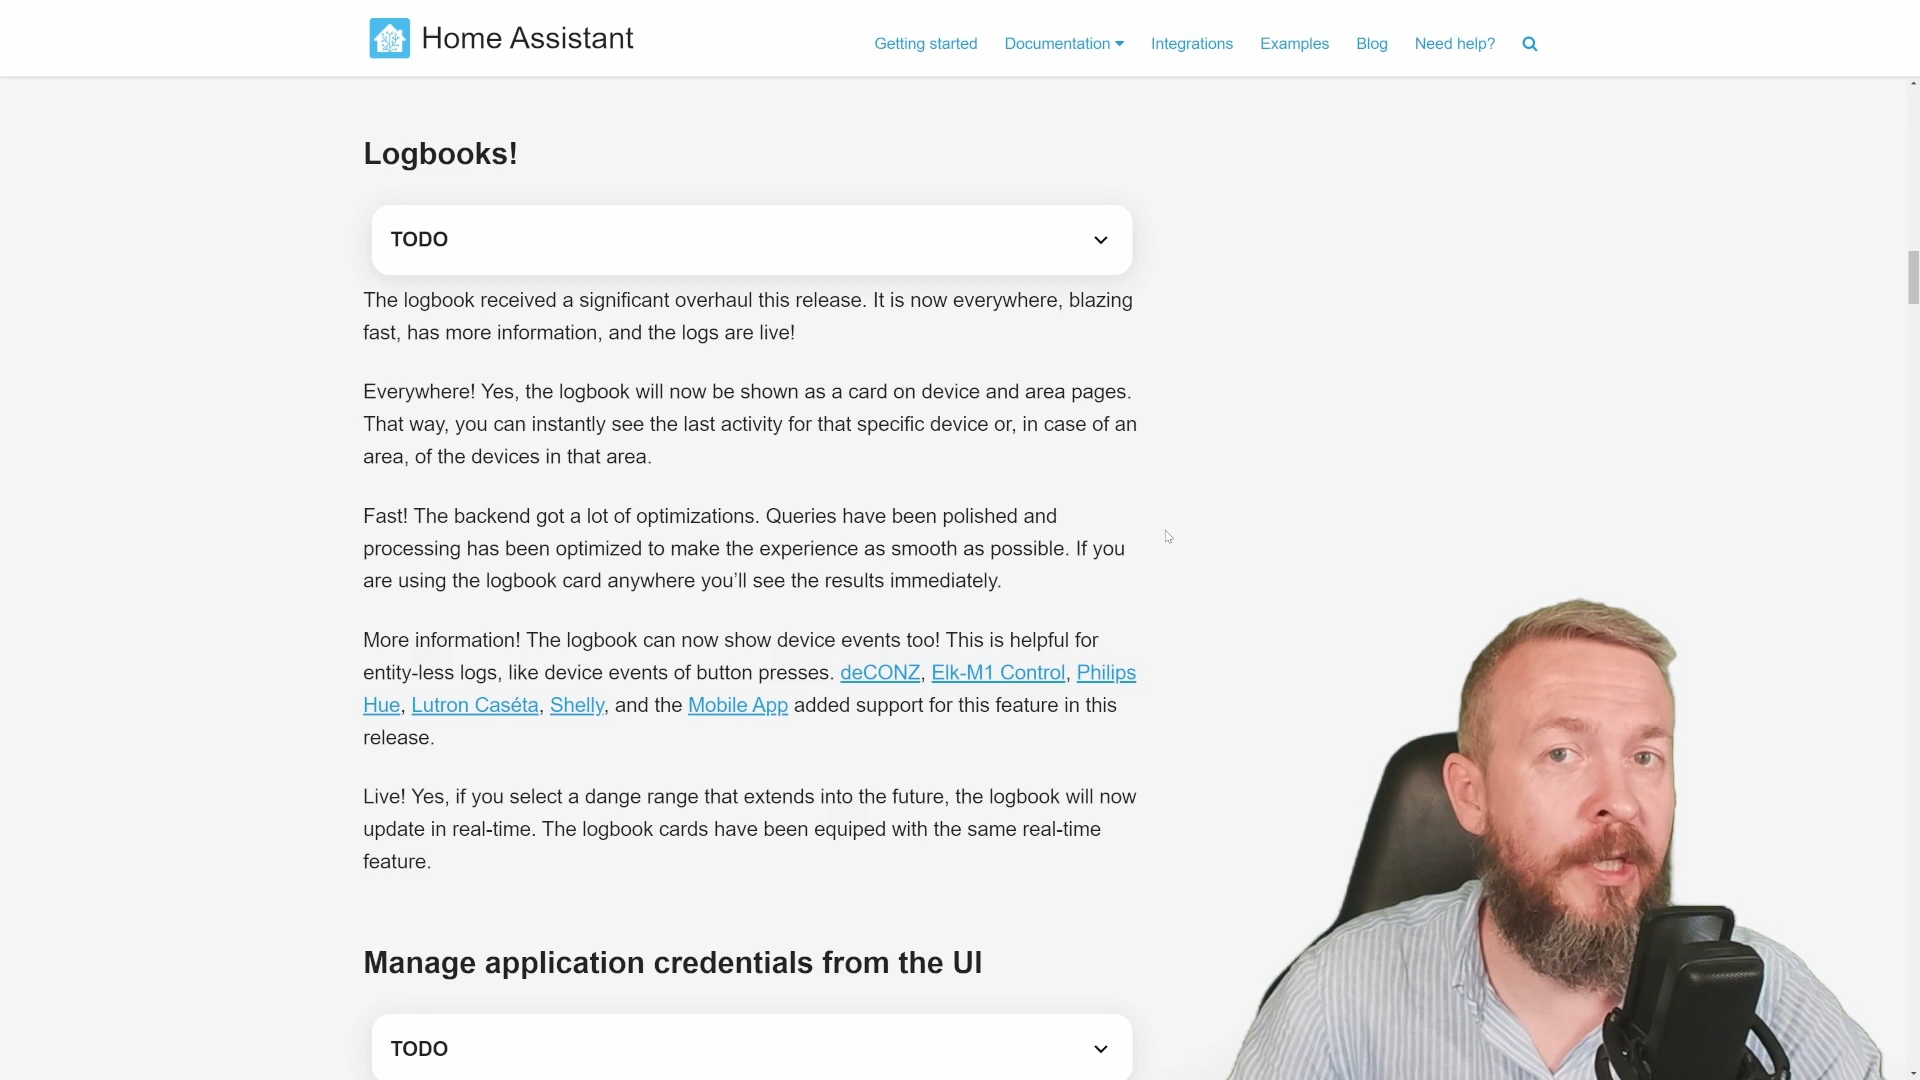 Home Assistant
Getting started
Documentation
Integrations
Examples
Blog
Need help?
Logbooks!
TODO
The logbook received a significant overhaul this release. It is now everywhere, blazing
fast, has more information, and the logs are live!
Everywhere! Yes, the logbook will now be shown as a card on device and area pages.
That way, you can instantly see the last activity for that specific device or, in case of an
area, of the devices in that area.
Fast! The backend got a lot of optimizations. Queries have been polished and
processing has been optimized to make the experience as smooth as possible. If you
are using the logbook card anywhere you’ll see the results immediately.
More information! The logbook can now show device events too! This is helpful for
entity-less logs, like device events of button presses. deCONZ, Elk-M1 Control, Philips
Hue, Lutron Caséta, Shelly, and the Mobile App added support for this feature in this
release.
Live! Yes, if you select a dange range that extends into the future, the logbook will now
update in real-time. The logbook cards have been equiped with the same real-time
feature.
Manage application credentials from the UI
TODO